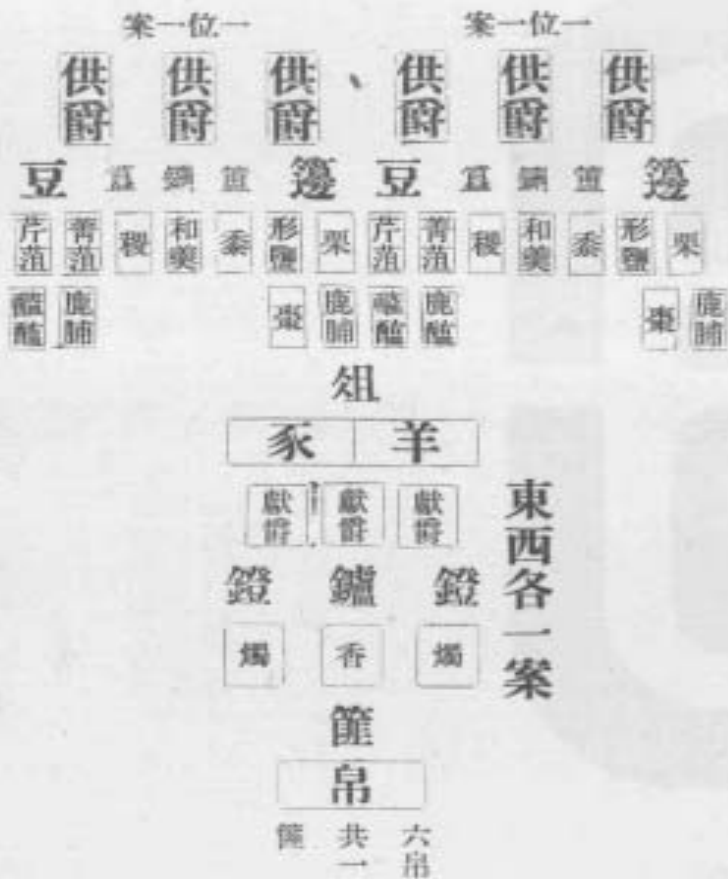 一位一案　一位一案
供爵　供爵　供爵　供爵　供爵　供爵
籩　簠　鉶　簋　豆　籩　簠　鉶　簋　豆
栗　形鹽　黍　和羹　稷　菁菹　芹菹　栗　形鹽　黍　和羹　稷　菁菹　芹菹
鹿脯　棗　鹿醢　醓醢　鹿脯　棗　鹿脯　醓醢
俎
羊　豕
東西各一案
獻爵　獻爵　獻爵
鐙　鑪　鐙
燭　香　燭
篚
帛
六帛
共一
篚